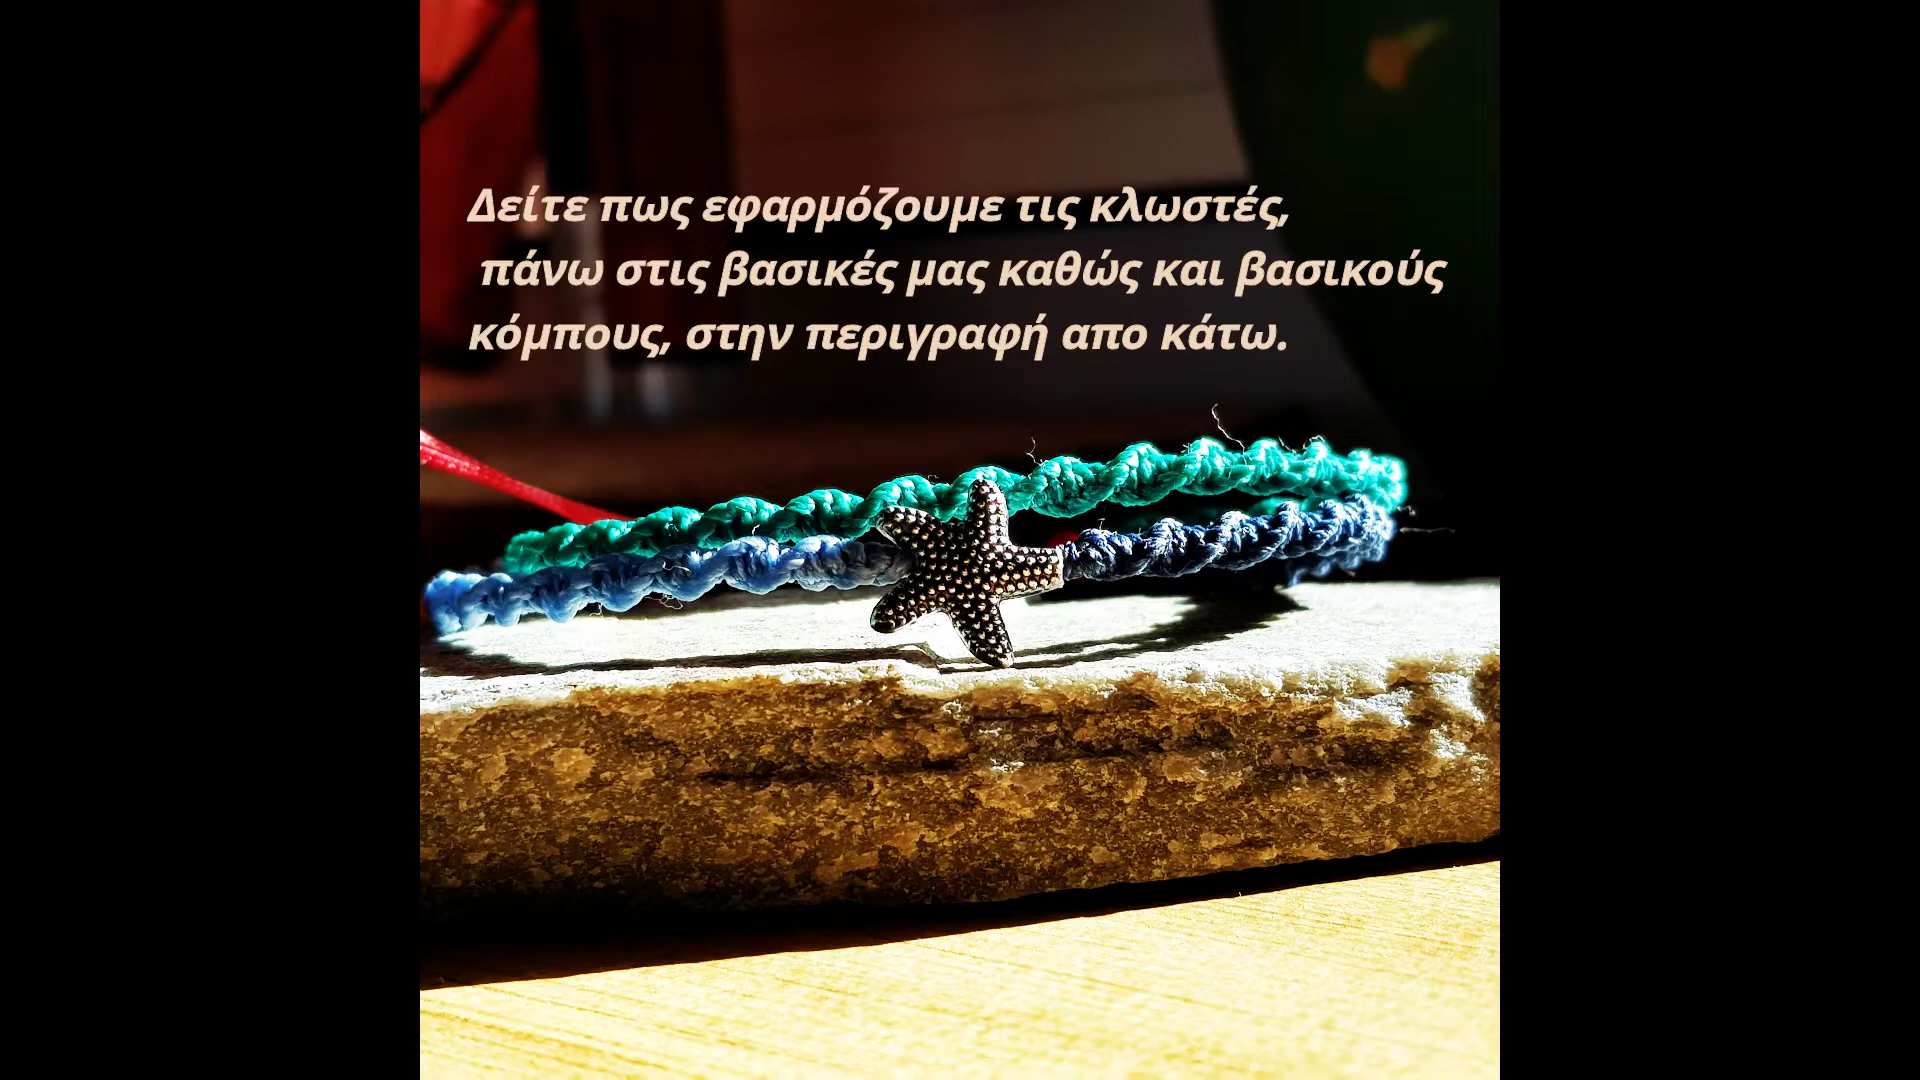 Δείτε πως εφαρμόζουμε τις κλωστές,
πάνω στις βασικές μας καθώς και βασικούς
κόμπους, στην περιγραφή απο κάτω.